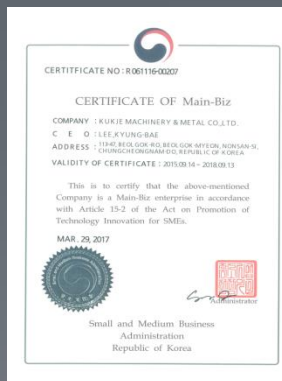 CERTITFICATE NO : R061116-00207
CERTIFICATE OF Main-Biz
COMPANY : KUKJE MACHINERY & METAL CO.,LTD.
C E O : LEE,KYUNG-BAE
ADDRESS : 113-47, BEOLGOK-RO, BEOLGOK-MYEON, NONSAN-SI,
CHUNGCHEONGNAM-DO, REPUBLIC OF KOREA
VALIDITY OF CERTIFICATE : 2015.09.14 ~ 2018.09.13
This is to certify that the above-mentioned
Company is a Main-Biz enterprise in accordance
with Article 15-2 of the Act on Promotion of
Technology Innovation for SMEs.
MAR. 29, 2017
Administrator
Small and Medium Business
Administration
Republic of Korea